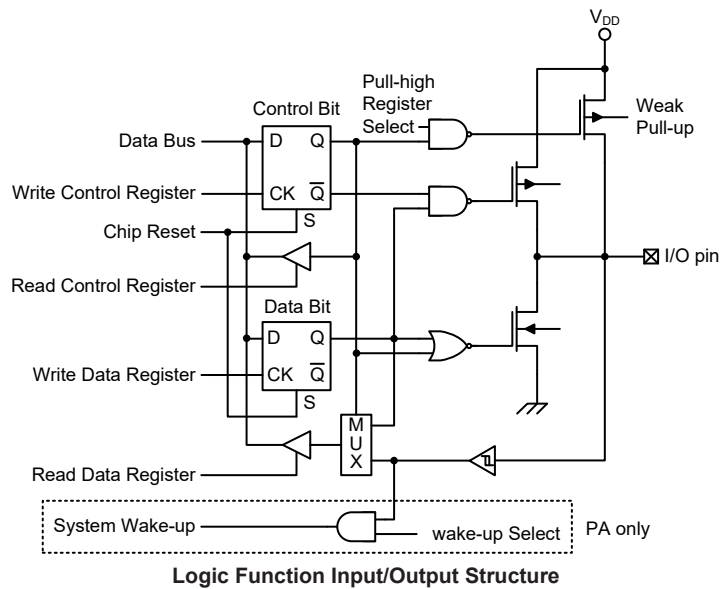 VDD
Pull-high
Register
Select
Weak
Pull-up
Control Bit
Data Bus
D
Q
Write Control Register
CK
Q
S
Chip Reset
I/O pin
Read Control Register
Data Bit
D
Q
Write Data Register
CK
Q
S
M
U
X
Read Data Register
System Wake-up
wake-up Select
PA only
Logic Function Input/Output Structure